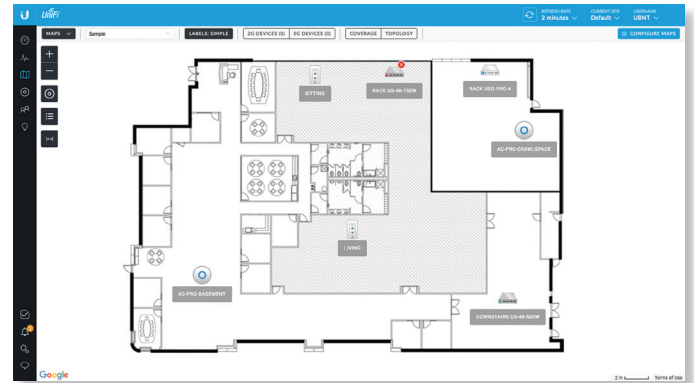 UniFi
REFRESH RATE
2 minutes
CURRENT SITE
Default
USERNAME
UBNT
MAPS
Sample
LABELS: SIMPLE
2G DEVICES (0)
5G DEVICES (0)
COVERAGE
TOPOLOGY
CONFIGURE MAPS
SITTING
RACK US-48-750W
RACK USG-PRO-4
AC-PRO-CRAWLSPACE
LIVING
AC-PRO-BASEMENT
DOWNSTAIRS US-48-500W
Google
2 m
Terms of Use